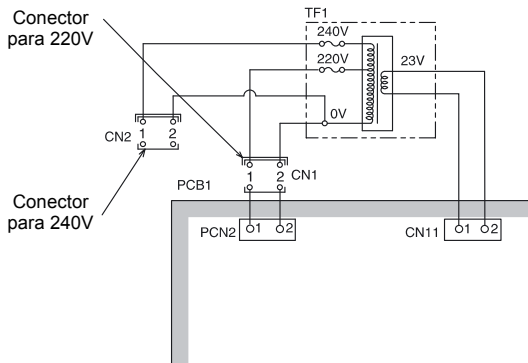 Conector
para 220V
TF1
240V
220V
23V
0V
1 2
CN2
1 2
CN1
PCB1
Conector
para 240V
PCN2
1 2
CN11
1 2